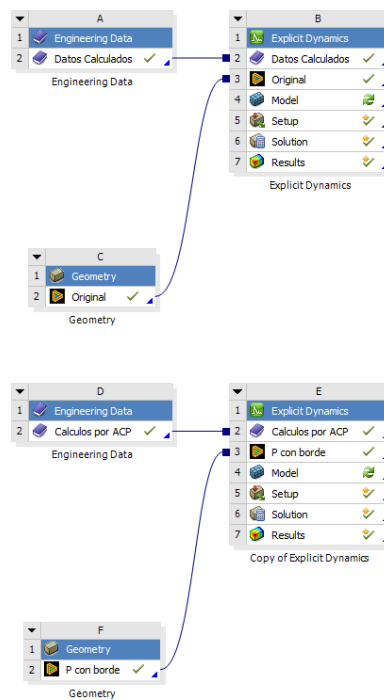 A
1 Engineering Data
2 Datos Calculados
Engineering Data
B
1 Explicit Dynamics
2 Datos Calculados
3 Original
4 Model
5 Setup
6 Solution
7 Results
Explicit Dynamics
C
1 Geometry
2 Original
Geometry
D
1 Engineering Data
2 Calculos por ACP
Engineering Data
E
1 Explicit Dynamics
2 Calculos por ACP
3 P con borde
4 Model
5 Setup
6 Solution
7 Results
Copy of Explicit Dynamics
F
1 Geometry
2 P con borde
Geometry